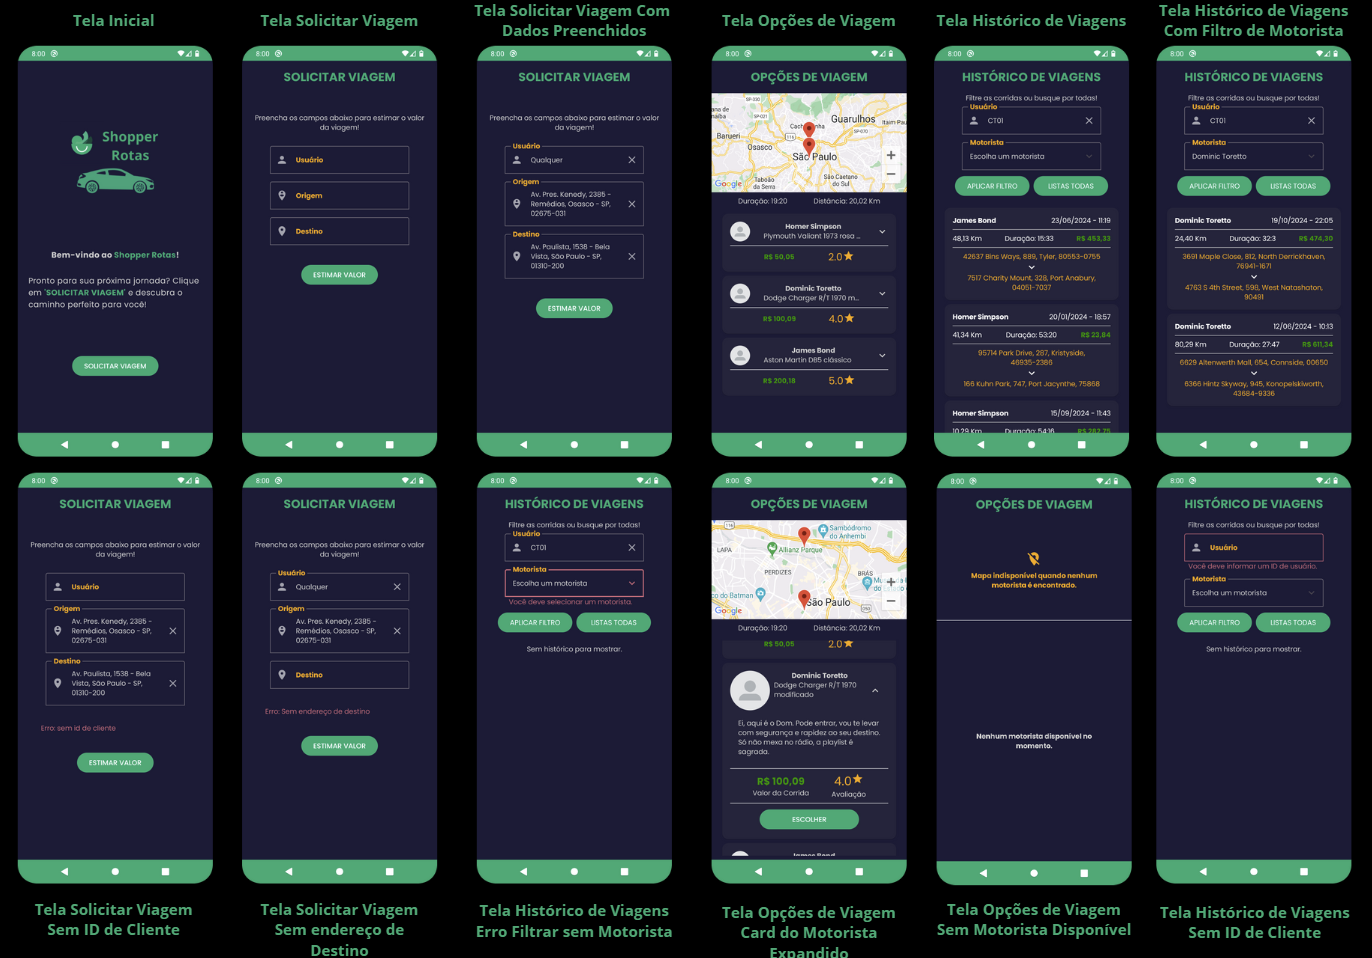 Tela Inicial
8:00
Shopper
Rotas
Bem-vindo ao Shopper Rotas!
Pronto para sua próxima jornada? Clique
em 'SOLICITAR VIAGEM' e descubra o
caminho perfeito para você!
SOLICITAR VIAGEM
Tela Solicitar Viagem
8:00
SOLICITAR VIAGEM
Preencha os campos abaixo para estimar o valor
da viagem!
Usuário
Origem
Destino
ESTIMAR VALOR
Tela Solicitar Viagem Com
Dados Preenchidos
8:00
SOLICITAR VIAGEM
Preencha os campos abaixo para estimar o valor
da viagem!
Usuário
Qualquer
Origem
Av. Pres. Kenedy, 2385 -
Remédios, Osasco - SP,
02675-031
Destino
Av. Paulista, 1538 - Bela
Vista, São Paulo - SP,
01310-200
ESTIMAR VALOR
Tela Opções de Viagem
8:00
OPÇÕES DE VIAGEM
SP-330
SP-021
Guarulhos
Itaim Pau
Barueri
Osasco
116
SP-070
São Paulo
Taboão
da Serra
São Caetano
do Sul
Google
Duração: 19:20 Distância: 20,02 Km
Homer Simpson
Plymouth Valiant 1973 rosa ...
R$ 50,05 2.0
Dominic Toretto
Dodge Charger R/T 1970 m...
R$ 100,09 4.0
James Bond
Aston Martin DB5 clássico
R$ 200,18 5.0
Tela Histórico de Viagens
8:00
HISTÓRICO DE VIAGENS
Filtre as corridas ou busque por todas!
Usuário
CT01
Motorista
Escolha um motorista
APLICAR FILTRO LISTAS TODAS
James Bond 23/06/2024 - 11:19
48,13 Km Duração: 15:33 R$ 453,33
42637 Bins Ways, 889, Tyler, 80553-0755
7517 Charity Mount, 328, Port Anabury,
04051-7037
Homer Simpson 20/01/2024 - 18:57
41,34 Km Duração: 53:20 R$ 23,84
95714 Park Drive, 287, Kristyside,
46935-2386
166 Kuhn Park, 747, Port Jacynthe, 75868
Homer Simpson 15/09/2024 - 11:43
10,29 Km Duração: 54:16 R$ 282,75
Tela Histórico de Viagens
Com Filtro de Motorista
8:00
HISTÓRICO DE VIAGENS
Filtre as corridas ou busque por todas!
Usuário
CT01
Motorista
Dominic Toretto
APLICAR FILTRO LISTAS TODAS
Dominic Toretto 19/10/2024 - 22:05
24,40 Km Duração: 32:3 R$ 474,30
3691 Maple Close, 812, North Derrickhaven,
76941-1671
4763 S 4th Street, 598, West Natashaton,
90491
Dominic Toretto 12/06/2024 - 10:13
80,29 Km Duração: 27:47 R$ 611,34
6629 Altenwerth Mall, 654, Connside, 00650
6366 Hintz Skyway, 945, Konopelskiworth,
43684-9336
8:00
SOLICITAR VIAGEM
Preencha os campos abaixo para estimar o valor
da viagem!
Usuário
Origem
Av. Pres. Kenedy, 2385 -
Remédios, Osasco - SP,
02675-031
Destino
Av. Paulista, 1538 - Bela
Vista, São Paulo - SP,
01310-200
Erro: sem id de cliente
ESTIMAR VALOR
Tela Solicitar Viagem
Sem ID de Cliente
8:00
SOLICITAR VIAGEM
Preencha os campos abaixo para estimar o valor
da viagem!
Usuário
Qualquer
Origem
Av. Pres. Kenedy, 2385 -
Remédios, Osasco - SP,
02675-031
Destino
Erro: Sem endereço de destino
ESTIMAR VALOR
Tela Solicitar Viagem
Sem endereço de
Destino
8:00
HISTÓRICO DE VIAGENS
Filtre as corridas ou busque por todas!
Usuário
CT01
Motorista
Escolha um motorista
Você deve selecionar um motorista.
APLICAR FILTRO LISTAS TODAS
Sem histórico para mostrar.
Tela Histórico de Viagens
Erro Filtrar sem Motorista
8:00
OPÇÕES DE VIAGEM
116
Sambódromo
do Anhembi
LAPA
Allianz Parque
PERDIZES
BRÁS
co do Batman
São Paulo
Google
Duração: 19:20 Distância: 20,02 Km
R$ 50,05 2.0
Dominic Toretto
Dodge Charger R/T 1970
modificado
Ei, aqui é o Dom. Pode entrar, vou te levar
com segurança e rapidez ao seu destino.
Só não mexa no rádio, a playlist é
sagrada.
R$ 100,09 4.0
Valor da Corrida Avaliação
ESCOLHER
James Bond
Tela Opções de Viagem
Card do Motorista
Expandido
8:00
OPÇÕES DE VIAGEM
Mapa indisponível quando nenhum
motorista é encontrado.
Nenhum motorista disponível no
momento.
Tela Opções de Viagem
Sem Motorista Disponível
8:00
HISTÓRICO DE VIAGENS
Filtre as corridas ou busque por todas!
Usuário
Você deve informar um ID de usuário.
Motorista
Escolha um motorista
APLICAR FILTRO LISTAS TODAS
Sem histórico para mostrar.
Tela Histórico de Viagens
Sem ID de Cliente